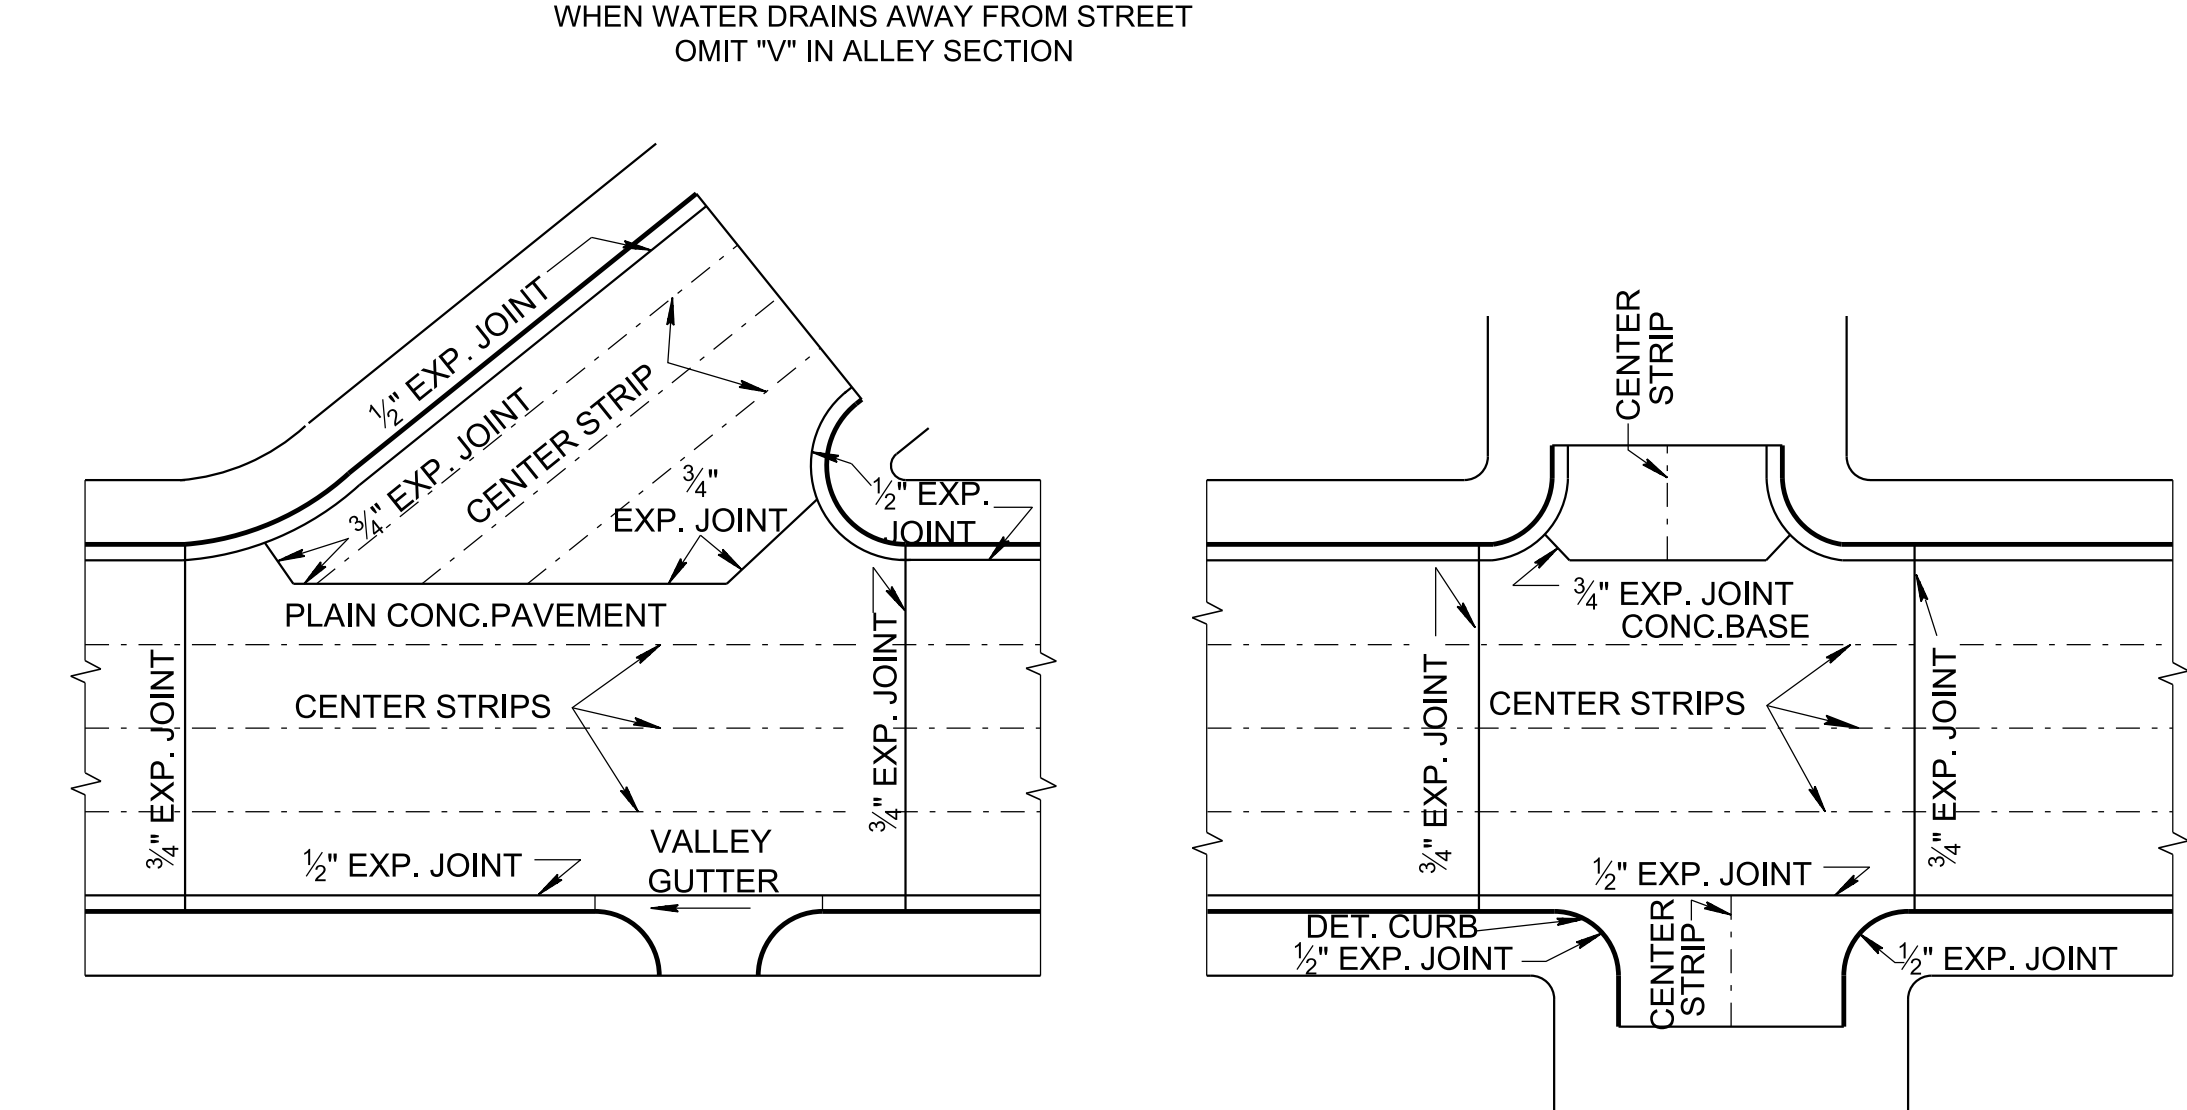 WHEN WATER DRAINS AWAY FROM STREET
OMIT "V" IN ALLEY SECTION
½" EXP. JOINT
¾" EXP. JOINT
CENTER STRIP
¾"
EXP. JOINT
½" EXP.
JOINT
PLAIN CONC.PAVEMENT
¾" EXP. JOINT
CENTER STRIPS
¾" EXP. JOINT
½" EXP. JOINT
VALLEY
GUTTER
CENTER
STRIP
¾" EXP. JOINT
CONC.BASE
¾" EXP. JOINT
CENTER STRIPS
¾" EXP. JOINT
½" EXP. JOINT
DET. CURB
½" EXP. JOINT
CENTER
STRIP
½" EXP. JOINT